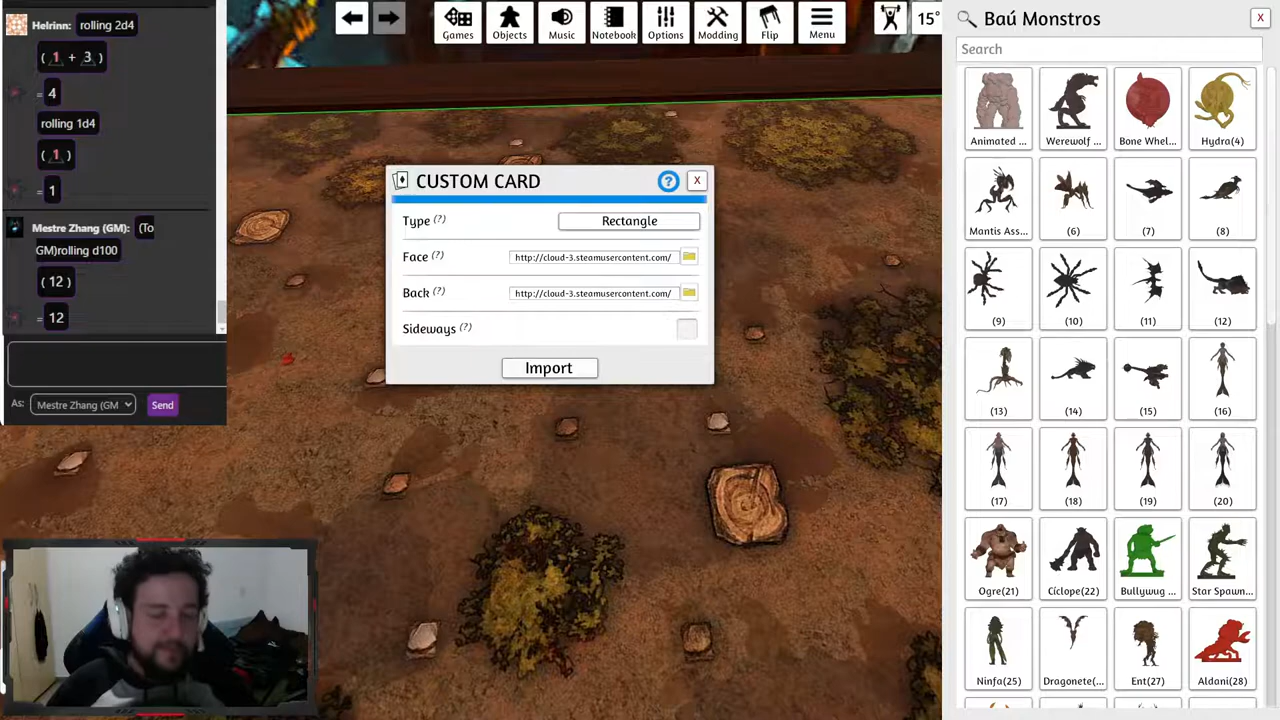 Helrinn: rolling 2d4
( 1 + 3 )
= 4
rolling 1d4
( 1 )
= 1
Mestre Zhang (GM): (To
GM)rolling d100
( 12 )
= 12
As: Mestre Zhang (GM Send
Games Objects Music Notebook Options Modding Flip Menu
15°
CUSTOM CARD ? X
Type (?) Rectangle
Face (?) http://cloud-3.steamusercontent.com/
Back (?) http://cloud-3.steamusercontent.com/
Sideways (?)
Import
Baú Monstros X
Search
Animated ... Werewolf ... Bone Whel... Hydra(4)
Mantis Ass... (6) (7) (8)
(9) (10) (11) (12)
(13) (14) (15) (16)
(17) (18) (19) (20)
Ogre(21) Cíclope(22) Bullywug ... Star Spawn...
Ninfa(25) Dragonete(... Ent(27) Aldani(28)